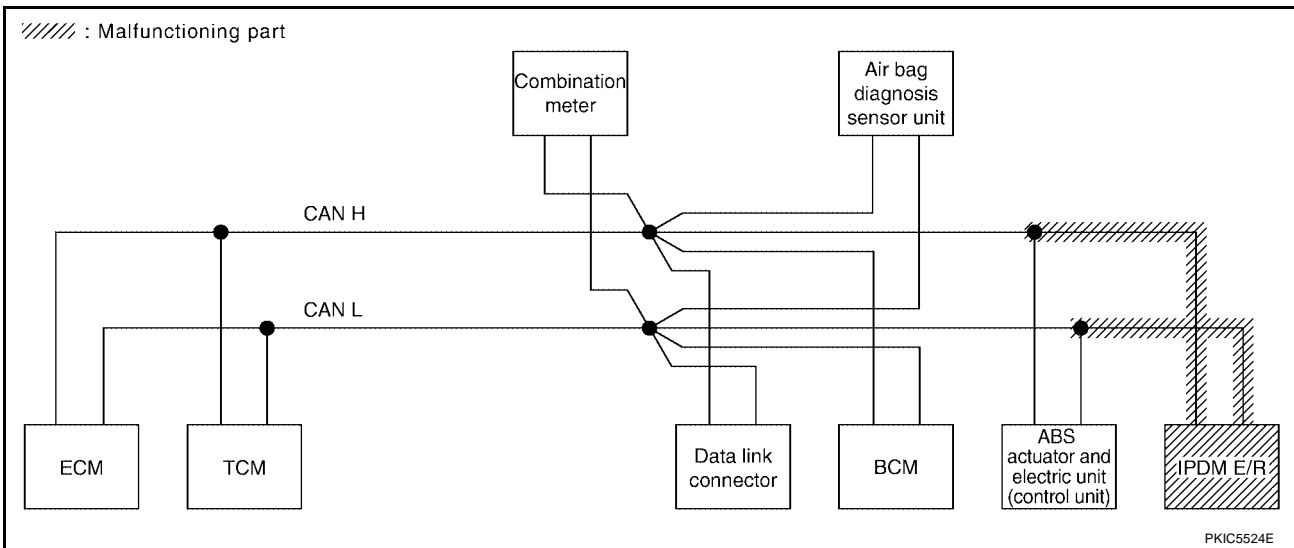 : Malfunctioning part
Combination
meter
Air bag
diagnosis
sensor unit
CAN H
CAN L
ECM
TCM
Data link
connector
BCM
ABS
actuator and
electric unit
(control unit)
IPDM E/R
PKIC5524E